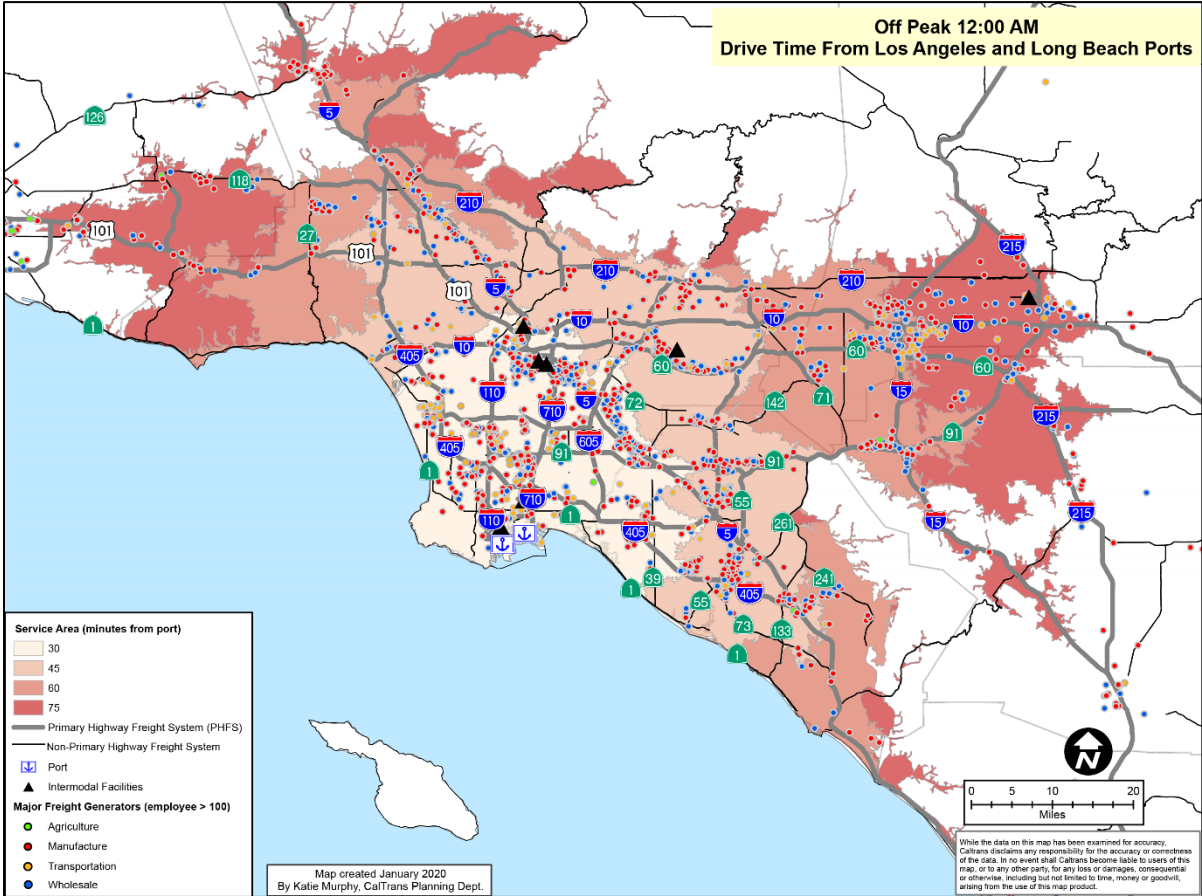 Off Peak 12:00 AM
Drive Time From Los Angeles and Long Beach Ports
5
126
118
210
27
101
101
101
5
210
210
215
1
405
10
10
10
10
60
60
60
110
710
5
72
142
71
15
215
405
605
91
91
91
1
710
55
110
1
405
5
261
15
215
39
1
55
405
241
73
133
1
Service Area (minutes from port)
30
45
60
75
Primary Highway Freight System (PHFS)
Non-Primary Highway Freight System
Port
Intermodal Facilities
Major Freight Generators (employee > 100)
Agriculture
Manufacture
Transportation
Wholesale
Map created January 2020
By Katie Murphy, CalTrans Planning Dept.
N
0 5 10 20
Miles
While the data on this map has been examined for accuracy,
Caltrans disclaims any responsibility for the accuracy or correctness
of the data. In no event shall Caltrans become liable to users of this
map, or to any other party, for any loss or damages, consequential
or otherwise, including but not limited to time, money or goodwill,
arising from the use of this map product.